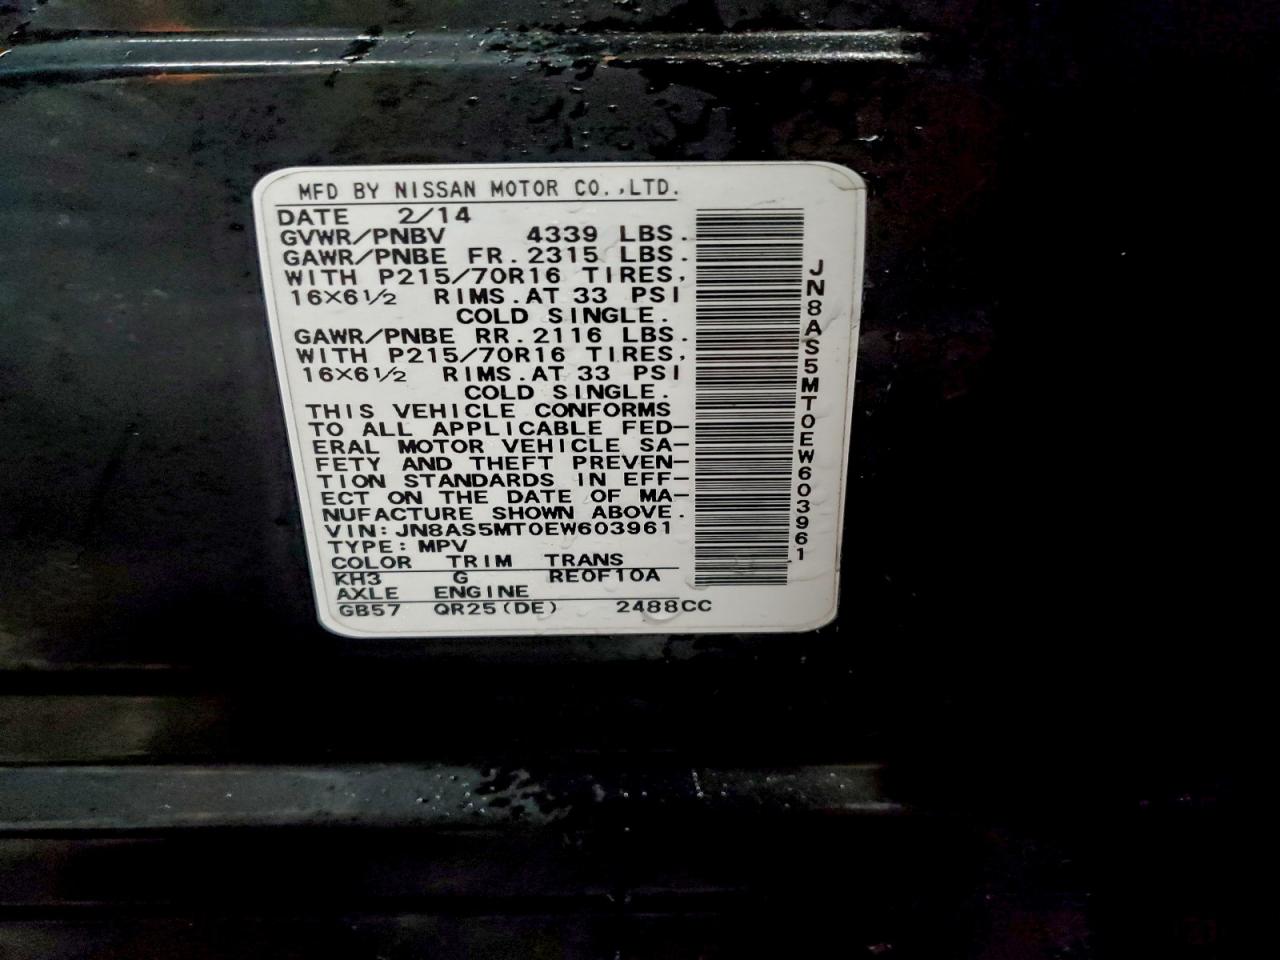 MFD BY NISSAN MOTOR CO.,LTD.
DATE 2/14
GVWR/PNBV 4339 LBS.
GAWR/PNBE FR. 2315 LBS.
WITH P215/70R16 TIRES,
16X6½ RIMS. AT 33 PSI
COLD SINGLE.
GAWR/PNBE RR. 2116 LBS.
WITH P215/70R16 TIRES,
16X6½ RIMS. AT 33 PSI
COLD SINGLE.
THIS VEHICLE CONFORMS
TO ALL APPLICABLE FED-
ERAL MOTOR VEHICLE SA-
FETY AND THEFT PREVEN-
TION STANDARDS IN EFF-
ECT ON THE DATE OF MA-
NUFACTURE SHOWN ABOVE.
VIN: JN8AS5MT0EW603961
TYPE: MPV
COLOR TRIM TRANS
KH3 G RE0F10A
AXLE ENGINE
GB57 QR25(DE) 2488CC
JN8AS5MT0EW603961